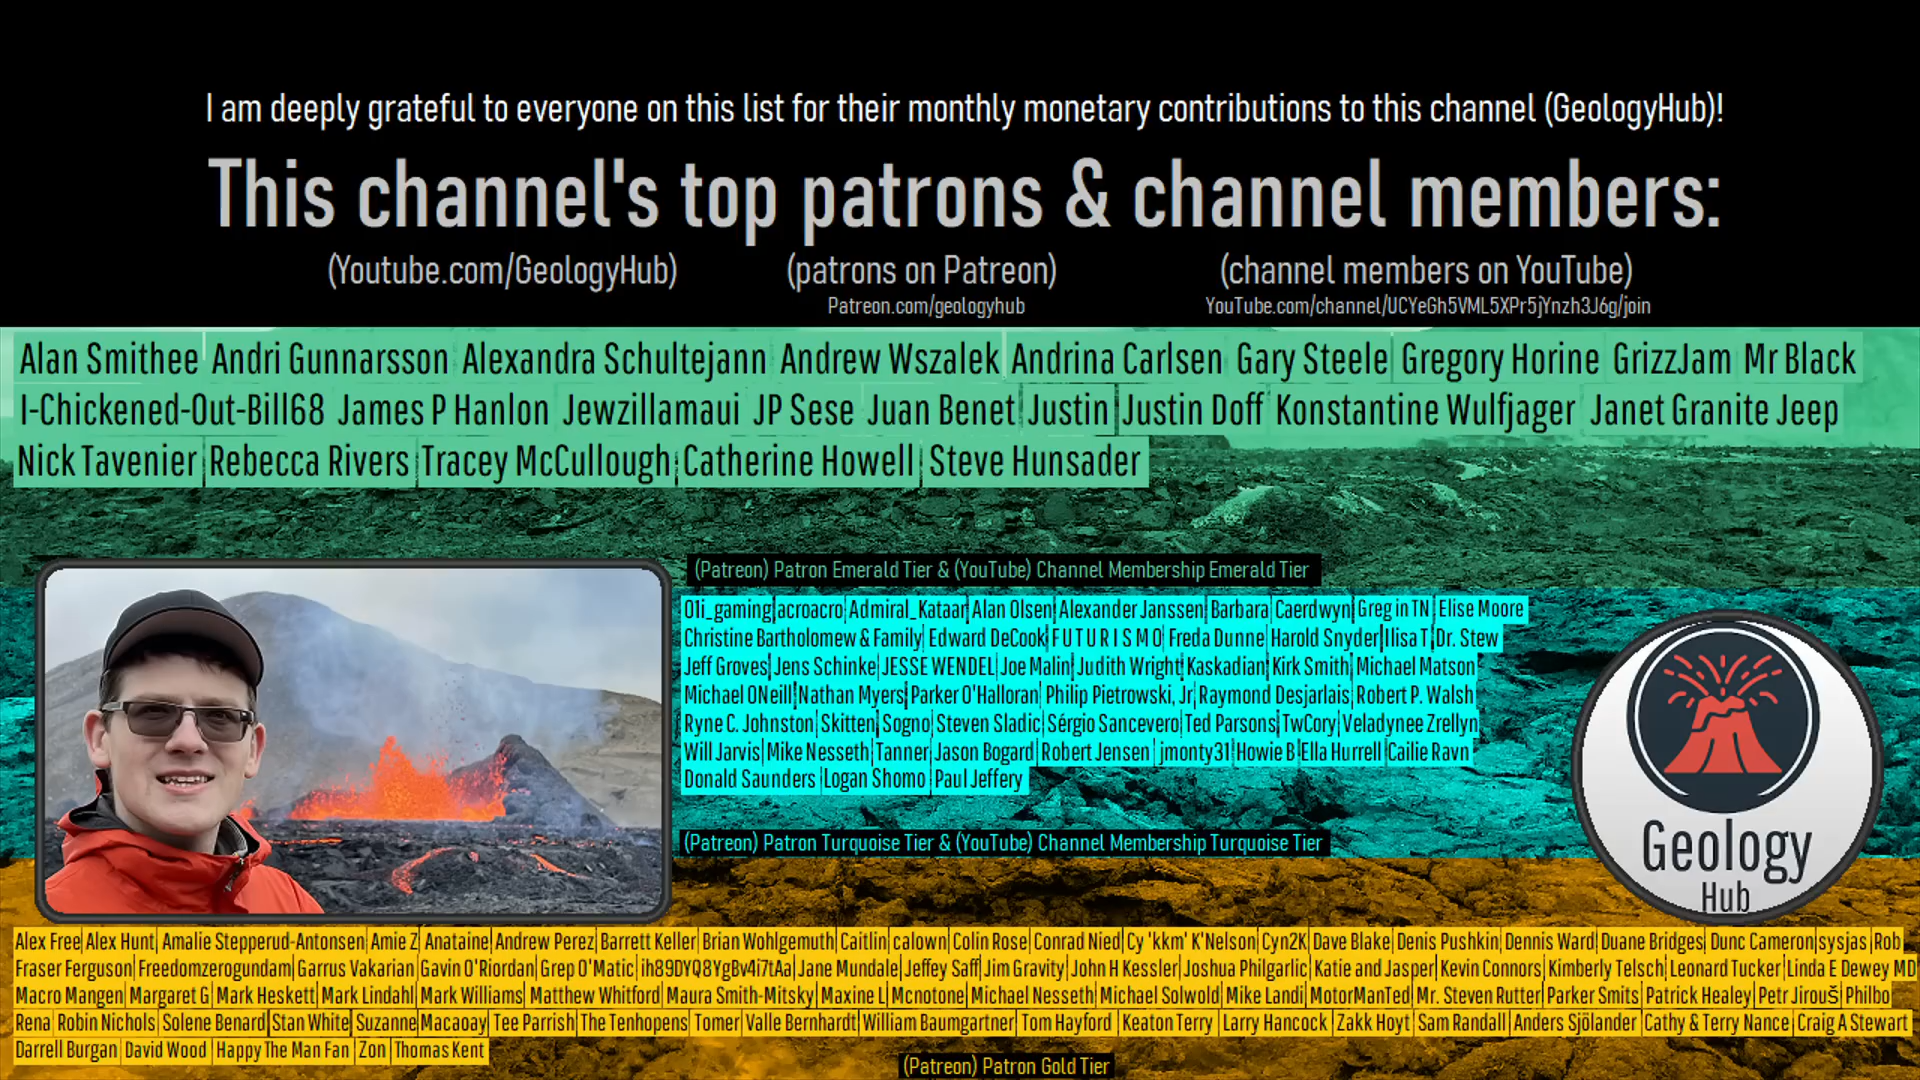 I am deeply grateful to everyone on this list for their monthly monetary contributions to this channel (GeologyHub)!
This channel's top patrons & channel members:
(Youtube.com/GeologyHub) (patrons on Patreon) (channel members on YouTube)
Patreon.com/geologyhub YouTube.com/channel/UCYeGh5VML5XPr5jYnzh3J6g/join
Alan Smithee Andri Gunnarsson Alexandra Schultejann Andrew Wszalek Andrina Carlsen Gary Steele Gregory Horine GrizzJam Mr Black
I-Chickened-Out-Bill68 James P Hanlon Jewzillamaui JP Sese Juan Benet Justin Justin Doff Konstantine Wulfjager Janet Granite Jeep
Nick Tavenier Rebecca Rivers Tracey McCullough Catherine Howell Steve Hunsader
(Patreon) Patron Emerald Tier & (YouTube) Channel Membership Emerald Tier
01i_gaming acroacro Admiral_Kataar Alan Olsen Alexander Janssen Barbara Caerdwyn Greg in TN Elise Moore
Christine Bartholomew & Family Edward DeCook F U T U R I S M O Freda Dunne Harold Snyder Ilisa T Dr. Stew
Jeff Groves Jens Schinke JESSE WENDEL Joe Malin Judith Wright Kaskadian Kirk Smith Michael Matson
Michael ONeill Nathan Myers Parker O'Halloran Philip Pietrowski, Jr Raymond Desjarlais Robert P. Walsh
Ryne C. Johnston Skitten Sogno Steven Sladic Sérgio Sancevero Ted Parsons TwCory Veladynee Zrellyn
Will Jarvis Mike Nesseth Tanner Jason Bogard Robert Jensen jmonty31 Howie B Ella Hurrell Cailie Ravn
Donald Saunders Logan Shomo Paul Jeffery
(Patreon) Patron Turquoise Tier & (YouTube) Channel Membership Turquoise Tier
Geology
Hub
Alex Free Alex Hunt Amalie Stepperud-Antonsen Amie Z Anataine Andrew Perez Barrett Keller Brian Wohlgemuth Caitlin calown Colin Rose Conrad Nied Cy 'kkm' K'Nelson Cyn2K Dave Blake Denis Pushkin Dennis Ward Duane Bridges Dunc Cameron sysjas Rob
Fraser Ferguson Freedomzerogundam Garrus Vakarian Gavin O'Riordan Grep O'Matic ih89DYQ8YgBv4i7tAa Jane Mundale Jeffey Saff Jim Gravity John H Kessler Joshua Philgarlic Katie and Jasper Kevin Connors Kimberly Telsch Leonard Tucker Linda E Dewey MD
Macro Mangen Margaret G Mark Heskett Mark Lindahl Mark Williams Matthew Whitford Maura Smith-Mitsky Maxine L Mcnotone Michael Nesseth Michael Solwold Mike Landi MotorManTed Mr. Steven Rutter Parker Smits Patrick Healey Petr Jirouš Philbo
Rena Robin Nichols Solene Benard Stan White Suzanne Macaoay Tee Parrish The Tenhopens Tomer Valle Bernhardt William Baumgartner Tom Hayford Keaton Terry Larry Hancock Zakk Hoyt Sam Randall Anders Sjölander Cathy & Terry Nance Craig A Stewart
Darrell Burgan David Wood Happy The Man Fan Zon Thomas Kent
(Patreon) Patron Gold Tier